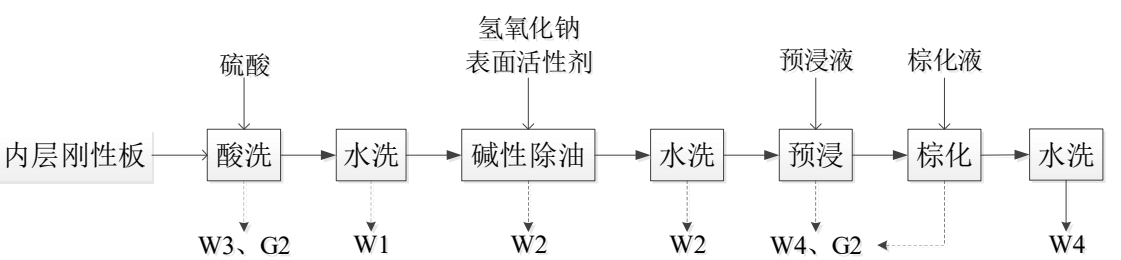 氢氧化钠
硫酸
表面活性剂
预浸液
棕化液
内层刚性板
酸洗
水洗
碱性除油
水洗
预浸
棕化
水洗
W3、G2
W1
W2
W2
W4、G2
W4